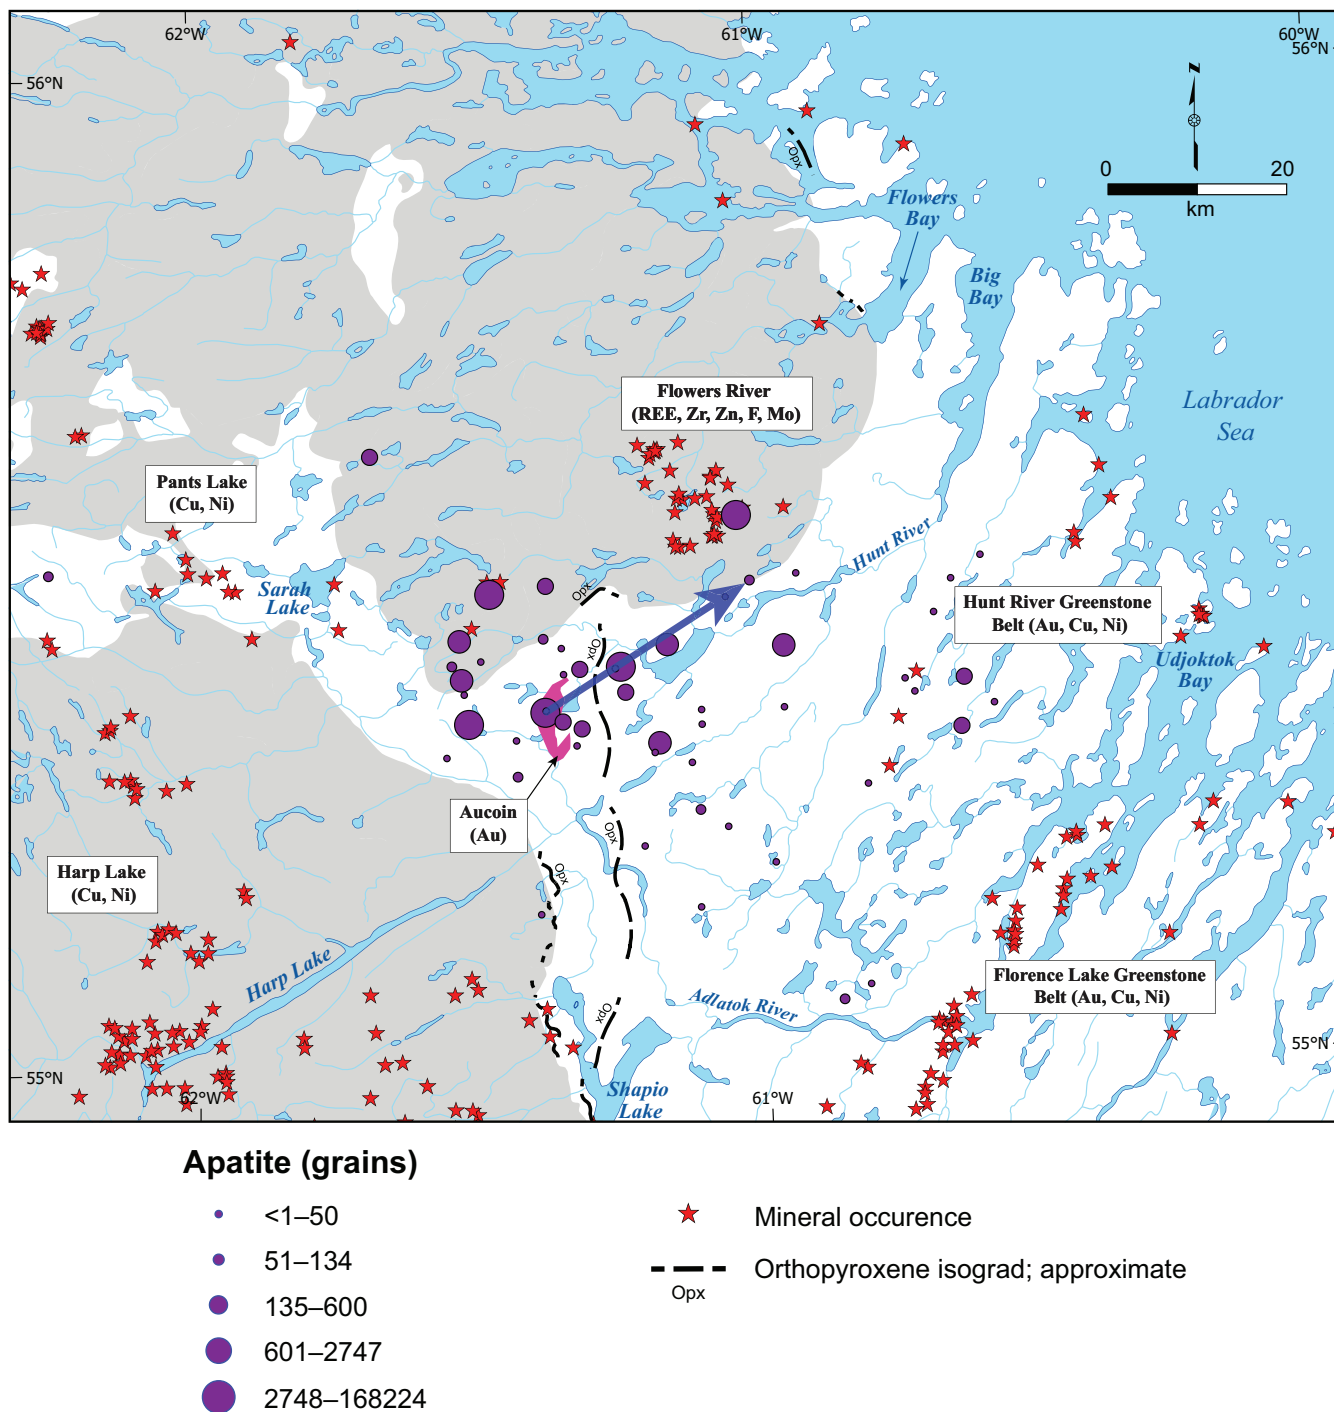 62°W
61°W
60°W
56°N
56°N
N
0
20
km
Opx
Flowers
Bay
Big
Bay
Labrador
Sea
Flowers River
(REE, Zr, Zn, F, Mo)
Pants Lake
(Cu, Ni)
Hunt River
Sarah
Lake
Opx
Hunt River Greenstone
Belt (Au, Cu, Ni)
Opx
Udjoktok
Bay
Aucoin
(Au)
Opx
Harp Lake
(Cu, Ni)
Opx
Harp Lake
Florence Lake Greenstone
Belt (Au, Cu, Ni)
Adlatok River
Opx
55°N
55°N
Shapio
Lake
62°W
61°W
Apatite (grains)
<1–50
51–134
135–600
601–2747
2748–168224
Mineral occurence
Orthopyroxene isograd; approximate
Opx